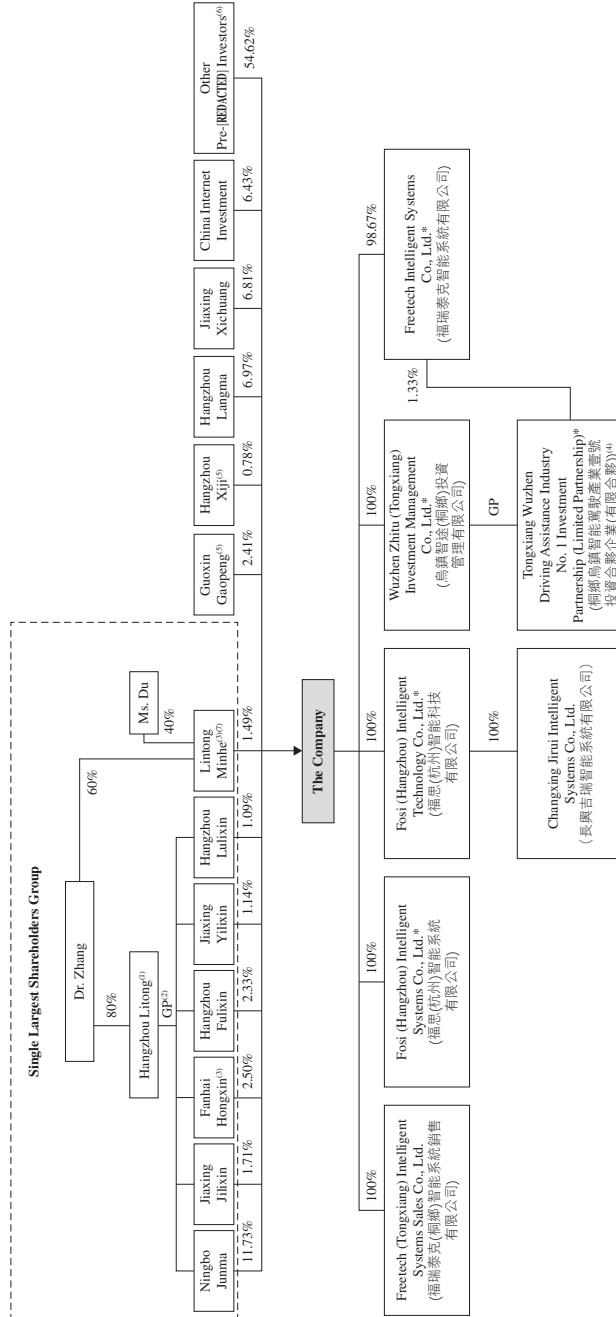 Single Largest Shareholders Group
Dr. Zhang
80%
60%
Hangzhou Litong(1)
Ms. Du
GP(2)
40%
Ningbo
Junma
Jiaxing
Jilixin
Fanhai
Hongxin(3)
Hangzhou
Fulixin
Jiaxing
Yilixin
Hangzhou
Lulixin
Lintong
Minhe(3)(7)
Guoxin
Gaopeng(5)
Hangzhou
Xiji(5)
Hangzhou
Langma
Jiaxing
Xichuang
China Internet
Investment
Other
Pre-[REDACTED] Investors(6)
11.73%
1.71%
2.50%
2.33%
1.14%
1.09%
1.49%
2.41%
0.78%
6.97%
6.81%
6.43%
54.62%
The Company
100%
100%
100%
100%
98.67%
Freetech (Tongxiang) Intelligent
Systems Sales Co., Ltd.
(福瑞泰克(桐鄉)智能系統銷售
有限公司)
Fosi (Hangzhou) Intelligent
Systems Co., Ltd.*
(福思(杭州)智能系統
有限公司)
Fosi (Hangzhou) Intelligent
Technology Co., Ltd.*
(福思(杭州)智能科技
有限公司)
Wuzhen Zhitu (Tongxiang)
Investment Management
Co., Ltd.*
(烏鎮智途(桐鄉)投資
管理有限公司)
Freetech Intelligent Systems
Co., Ltd.*
(福瑞泰克智能系統有限公司)
100%
GP
1.33%
Changxing Jirui Intelligent
Systems Co., Ltd.
(長興吉瑞智能系統有限公司)
Tongxiang Wuzhen
Driving Assistance Industry
No. 1 Investment
Partnership (Limited Partnership)*
(桐鄉烏鎮智能駕駛產業壹號
投資合夥企業(有限合夥))(4)